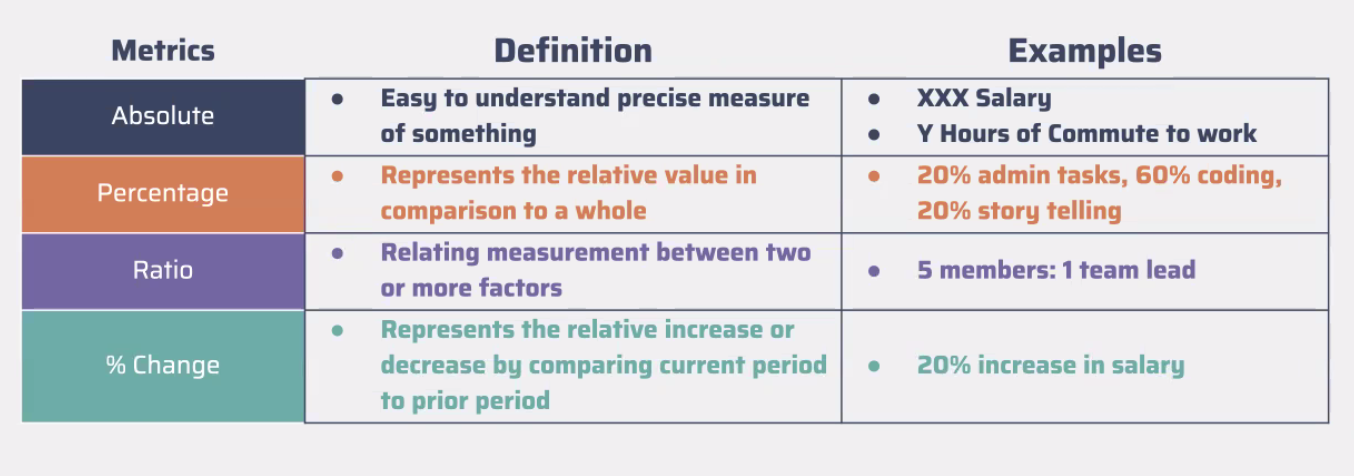 Metrics Definition Examples
Absolute
● Easy to understand precise measure
of something
● XXX Salary
● Y Hours of Commute to work
Percentage
● Represents the relative value in
comparison to a whole
● 20% admin tasks, 60% coding,
20% story telling
Ratio
● Relating measurement between two
or more factors
● 5 members: 1 team lead
% Change
● Represents the relative increase or
decrease by comparing current period
to prior period
● 20% increase in salary